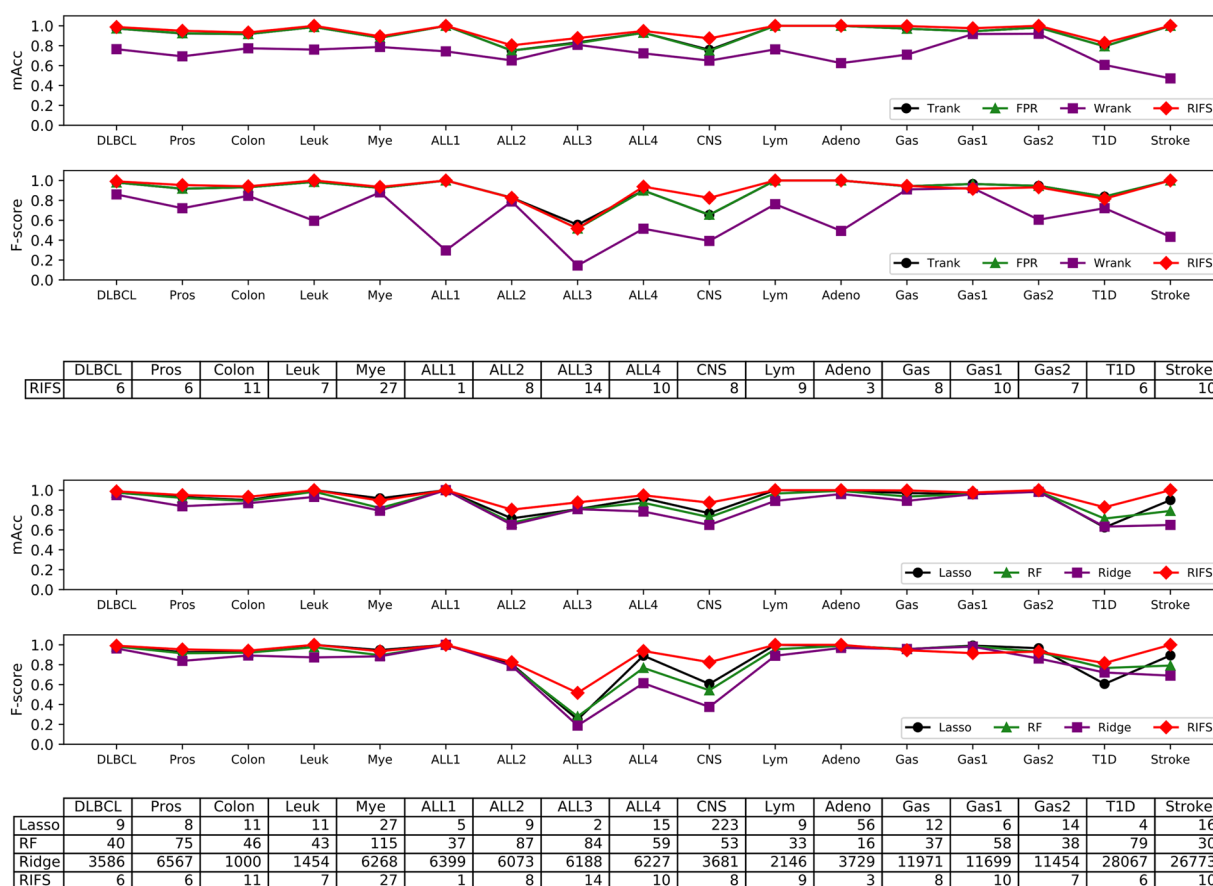 1.0
0.8
0.6
0.4
0.2
0.0
mAcc
Trank FPR Wrank RIFS
DLBCL Pros Colon Leuk Mye ALL1 ALL2 ALL3 ALL4 CNS Lym Adeno Gas Gas1 Gas2 T1D Stroke
1.0
0.8
0.6
0.4
0.2
0.0
F-score
Trank FPR Wrank RIFS
DLBCL Pros Colon Leuk Mye ALL1 ALL2 ALL3 ALL4 CNS Lym Adeno Gas Gas1 Gas2 T1D Stroke
DLBCL Pros Colon Leuk Mye ALL1 ALL2 ALL3 ALL4 CNS Lym Adeno Gas Gas1 Gas2 T1D Stroke
RIFS 6 6 11 7 27 1 8 14 10 8 9 3 8 10 7 6 10
1.0
0.8
0.6
0.4
0.2
0.0
mAcc
Lasso RF Ridge RIFS
DLBCL Pros Colon Leuk Mye ALL1 ALL2 ALL3 ALL4 CNS Lym Adeno Gas Gas1 Gas2 T1D Stroke
1.0
0.8
0.6
0.4
0.2
0.0
F-score
Lasso RF Ridge RIFS
DLBCL Pros Colon Leuk Mye ALL1 ALL2 ALL3 ALL4 CNS Lym Adeno Gas Gas1 Gas2 T1D Stroke
DLBCL Pros Colon Leuk Mye ALL1 ALL2 ALL3 ALL4 CNS Lym Adeno Gas Gas1 Gas2 T1D Stroke
Lasso 9 8 11 11 27 5 9 2 15 223 9 56 12 6 14 4 16
RF 40 75 46 43 115 37 87 84 59 53 33 16 37 58 38 79 30
Ridge 3586 6567 1000 1454 6268 6399 6073 6188 6227 3681 2146 3729 11971 11699 11454 28067 26773
RIFS 6 6 11 7 27 1 8 14 10 8 9 3 8 10 7 6 10